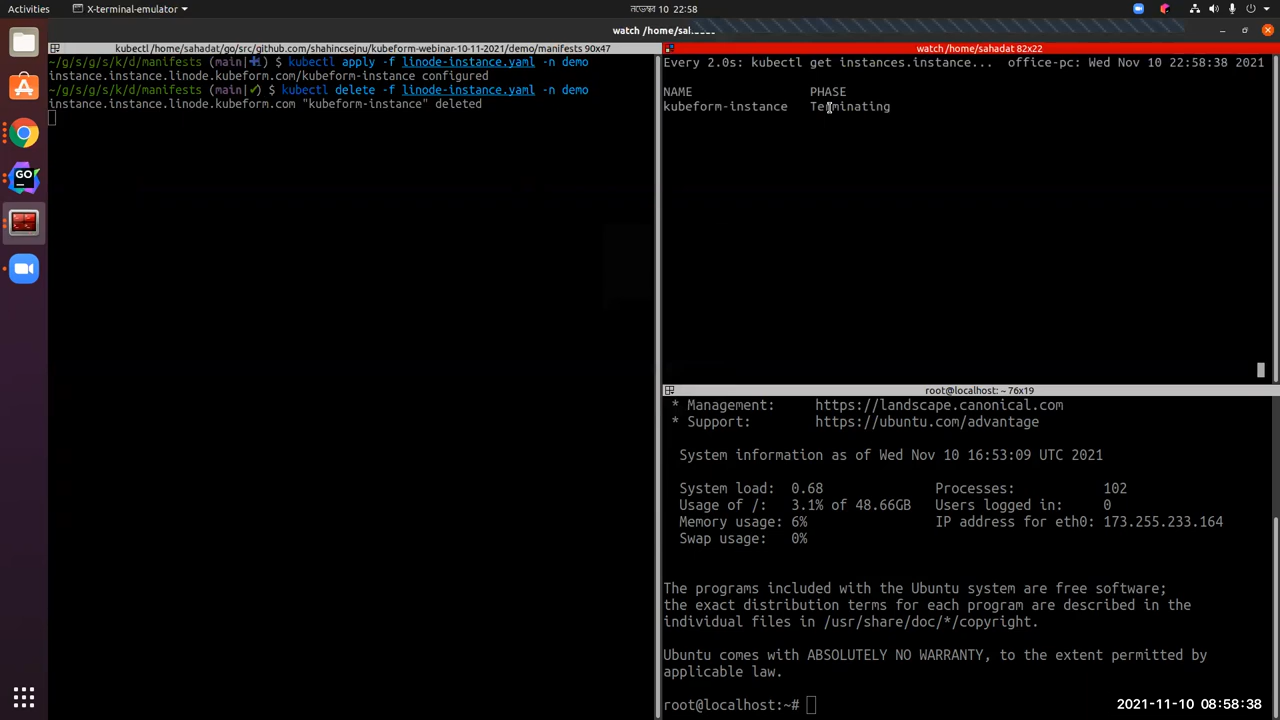 Activities
X-terminal-emulator
নভেম্বর 10 22:58
watch /home/sal
kubectl /home/sahadat/go/src/github.com/shahincsejnu/kubeform-webinar-10-11-2021/demo/manifests 90x47
~/g/s/g/s/k/d/manifests (main|✚) $ kubectl apply -f linode-instance.yaml -n demo
instance.instance.linode.kubeform.com/kubeform-instance configured
~/g/s/g/s/k/d/manifests (main|✔) $ kubectl delete -f linode-instance.yaml -n demo
instance.instance.linode.kubeform.com "kubeform-instance" deleted
watch /home/sahadat 82x22
Every 2.0s: kubectl get instances.instance... office-pc: Wed Nov 10 22:58:38 2021
NAME PHASE
kubeform-instance Terminating
root@localhost: ~ 76x19
* Management: https://landscape.canonical.com
* Support: https://ubuntu.com/advantage
System information as of Wed Nov 10 16:53:09 UTC 2021
System load: 0.68 Processes: 102
Usage of /: 3.1% of 48.66GB Users logged in: 0
Memory usage: 6% IP address for eth0: 173.255.233.164
Swap usage: 0%
The programs included with the Ubuntu system are free software;
the exact distribution terms for each program are described in the
individual files in /usr/share/doc/*/copyright.
Ubuntu comes with ABSOLUTELY NO WARRANTY, to the extent permitted by
applicable law.
root@localhost:~#
2021-11-10 08:58:38
GO